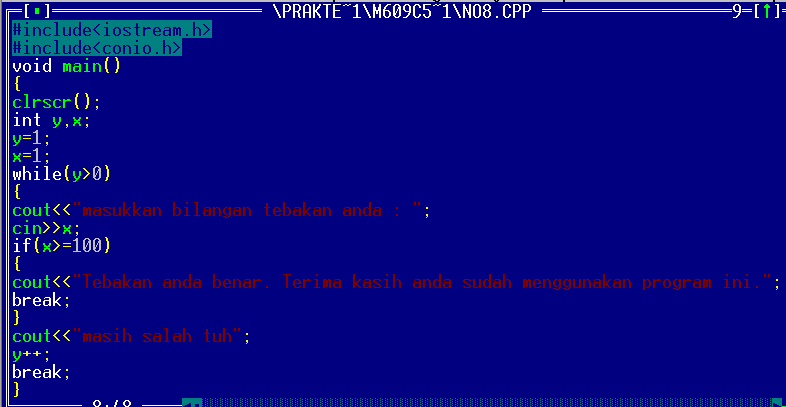 [▪] \PRAKTE~1\M609C5~1\NO8.CPP 9=[↑]
#include<iostream.h>
#include<conio.h>
void main()
{
clrscr();
int y,x;
y=1;
x=1;
while(y>0)
{
cout<<"masukkan bilangan tebakan anda : ";
cin>>x;
if(x>=100)
{
cout<<"Tebakan anda benar. Terima kasih anda sudah menggunakan program ini.";
break;
}
cout<<"masih salah tuh";
y++;
break;
}